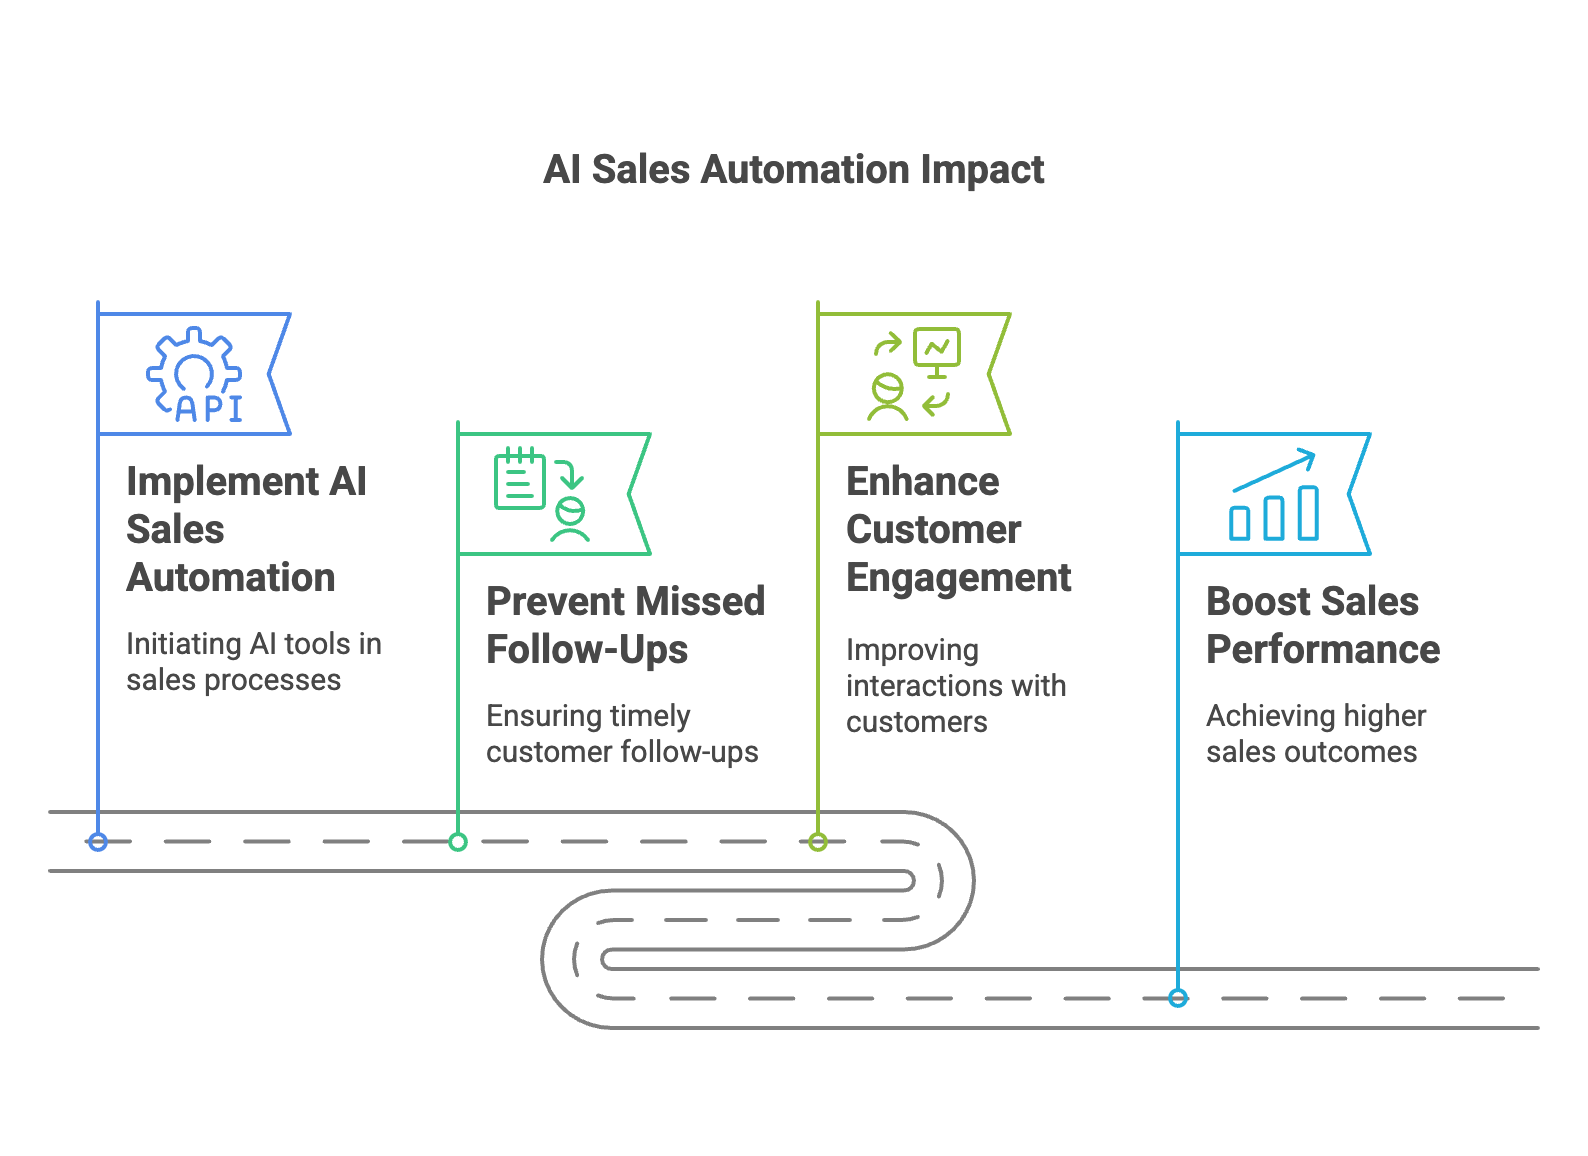 AI Sales Automation Impact
API
Implement AI
Sales
Automation
Initiating AI tools in
sales processes
Prevent Missed
Follow-Ups
Ensuring timely
customer follow-ups
Enhance
Customer
Engagement
Improving
interactions with
customers
Boost Sales
Performance
Achieving higher
sales outcomes